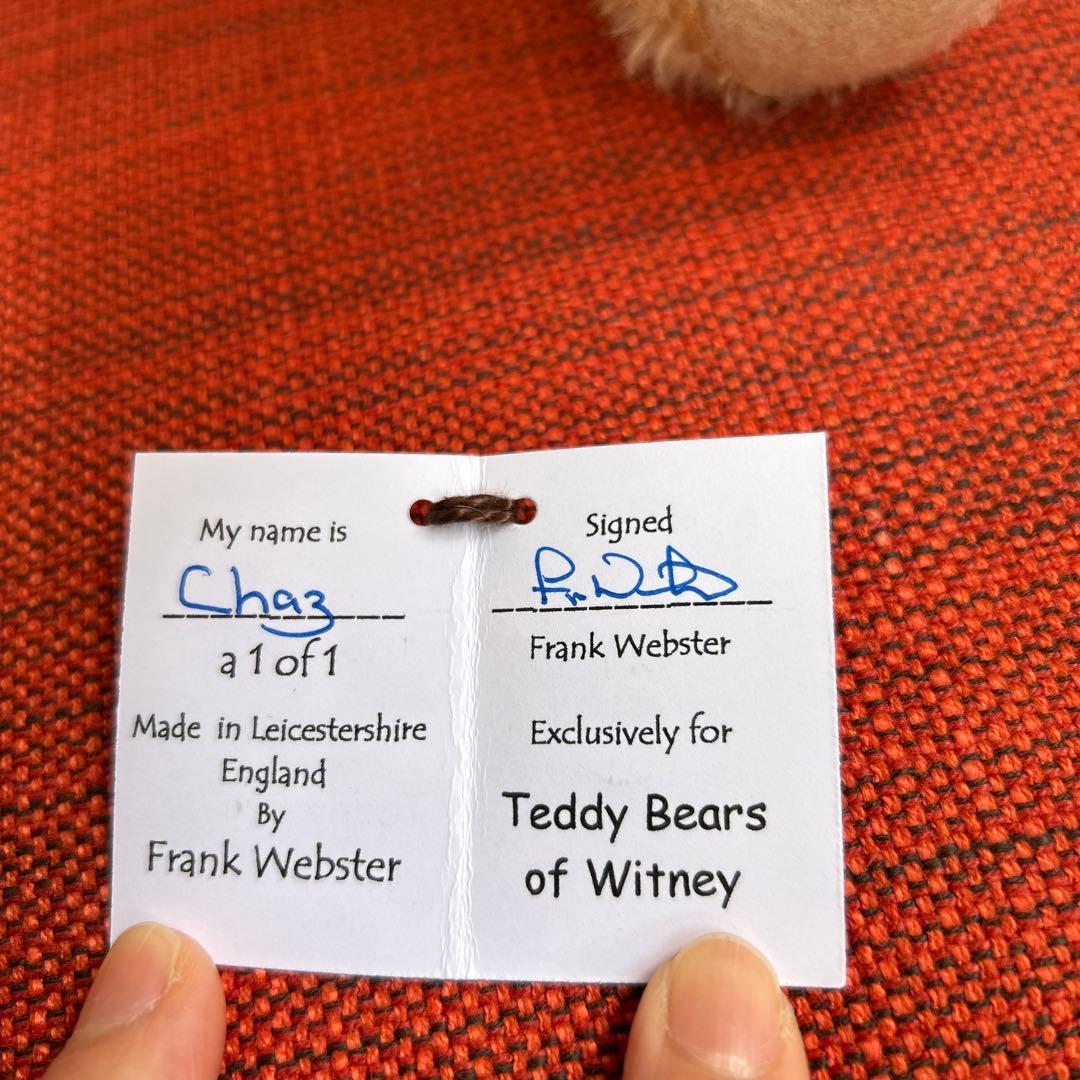 My name is
Chaz
a 1 of 1
Made in Leicestershire
England
By
Frank Webster
Signed
Frank Webster
Exclusively for
Teddy Bears
of Witney